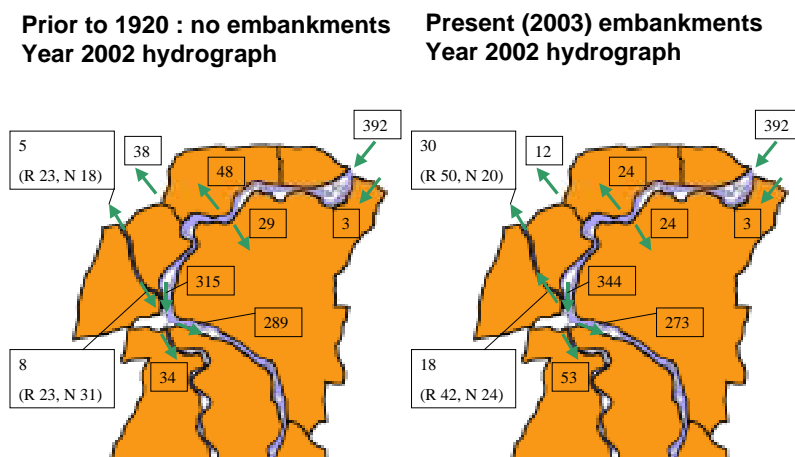 Prior to 1920 : no embankments
Year 2002 hydrograph
Present (2003) embankments
Year 2002 hydrograph
5
(R 23, N 18)
38
48
392
29
3
315
289
8
(R 23, N 31)
34
30
(R 50, N 20)
12
24
392
24
3
344
273
18
(R 42, N 24)
53